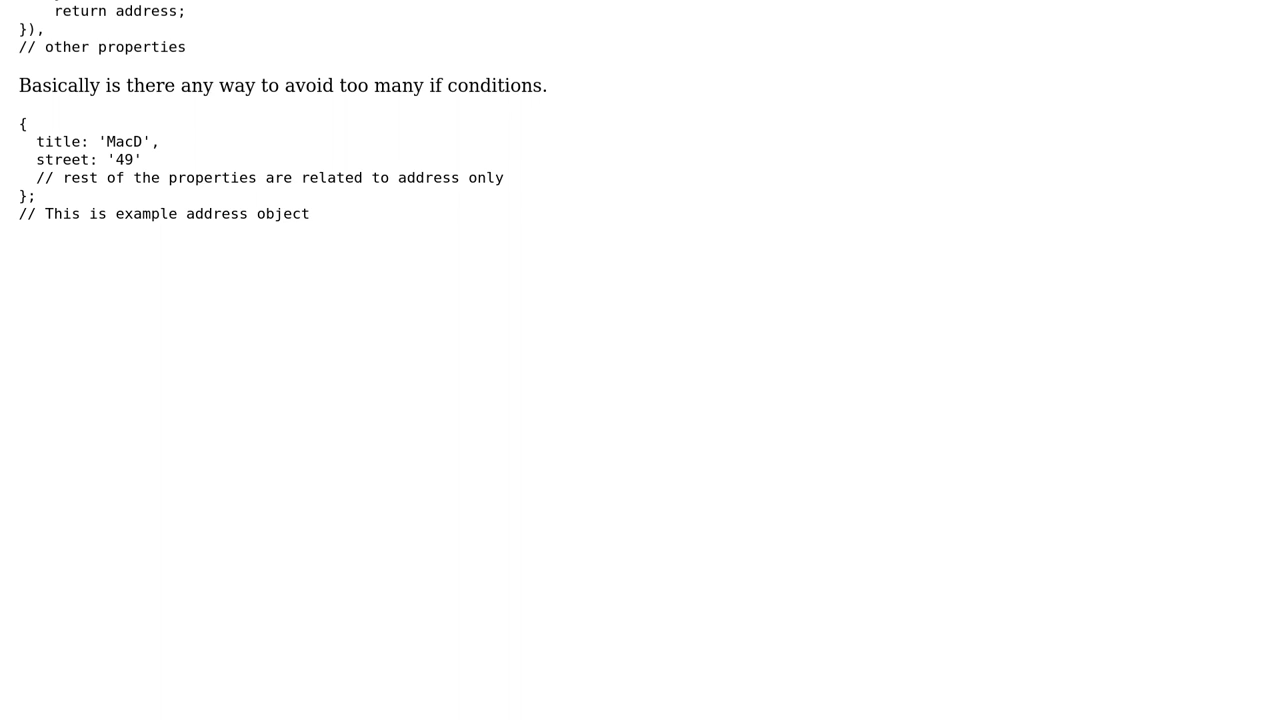 return address;
}),
// other properties
Basically is there any way to avoid too many if conditions.
{
  title: 'MacD',
  street: '49'
  // rest of the properties are related to address only
};
// This is example address object